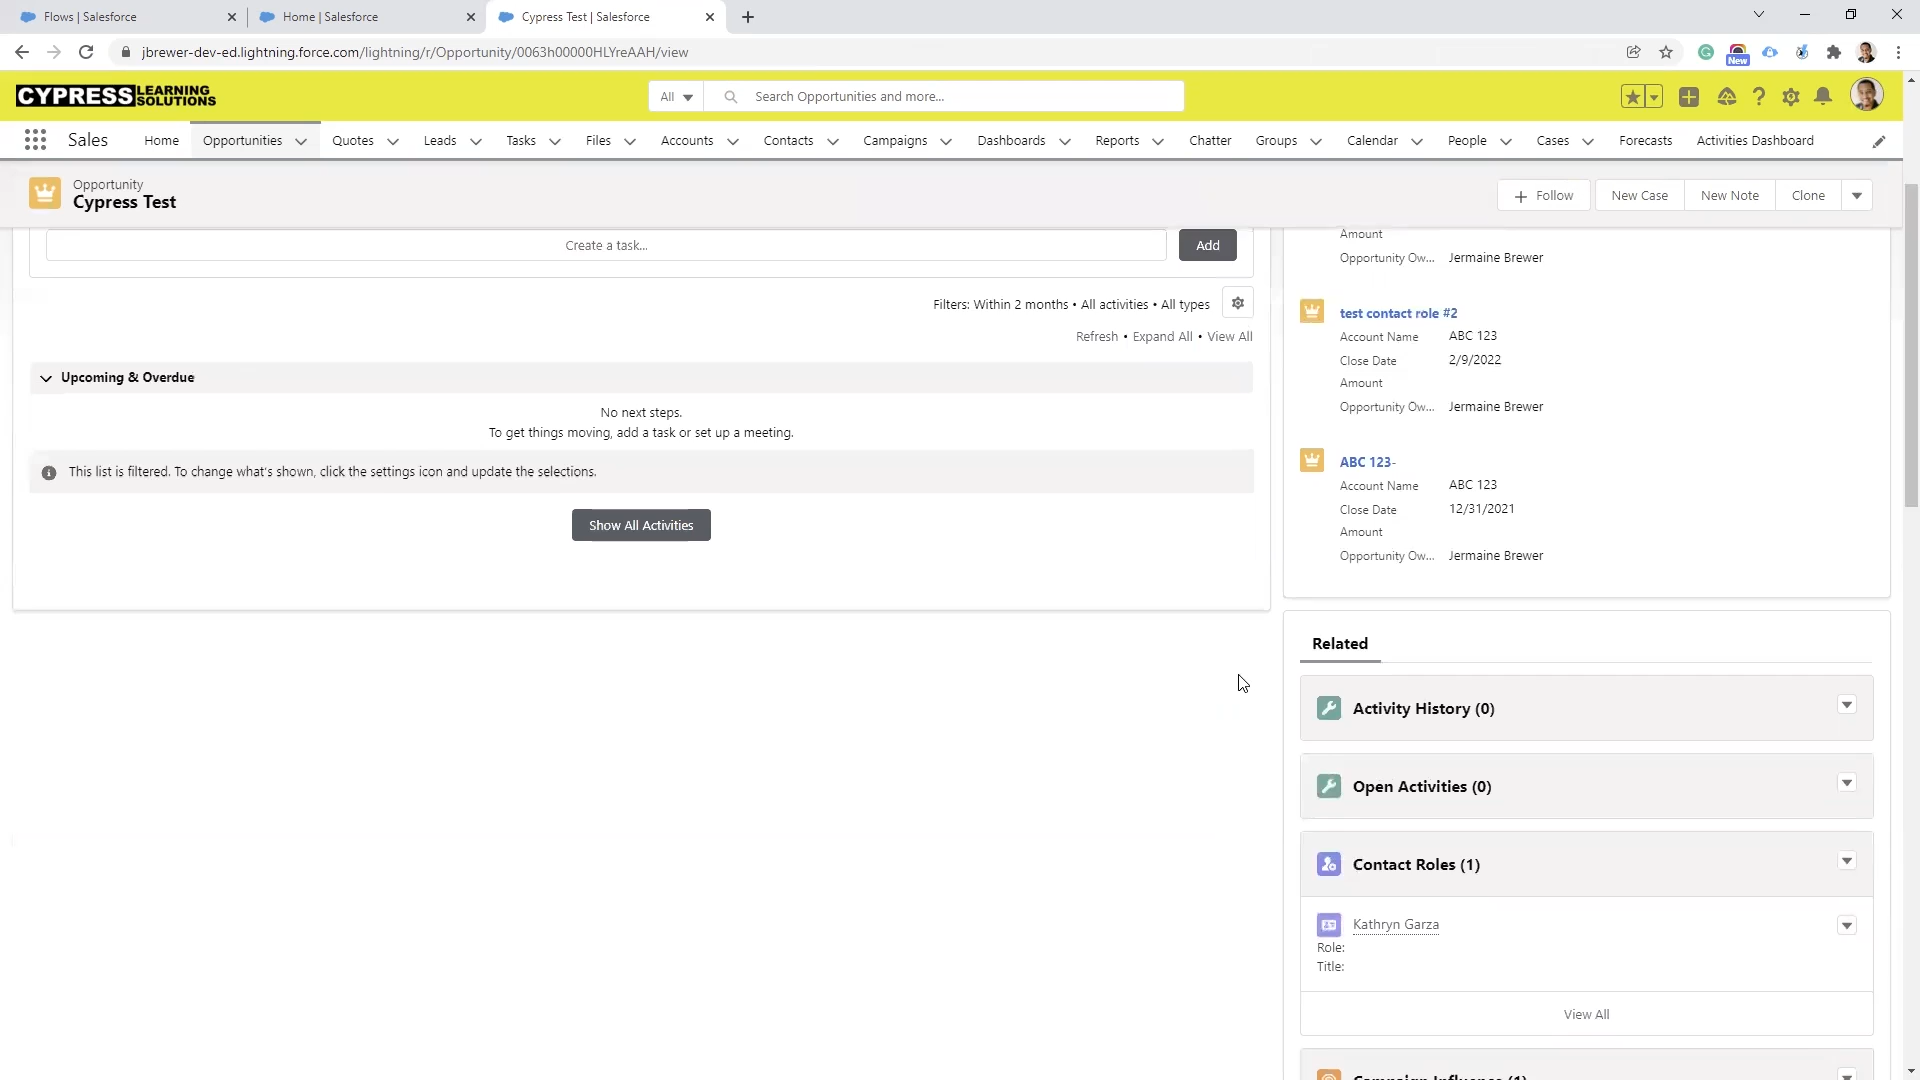 Flows | Salesforce
Home | Salesforce
Cypress Test | Salesforce
jbrewer-dev-ed.lightning.force.com/lightning/r/Opportunity/0063h00000HLYreAAH/view
New
CYPRESS LEARNING SOLUTIONS
All
Search Opportunities and more...
Sales
Home
Opportunities
Quotes
Leads
Tasks
Files
Accounts
Contacts
Campaigns
Dashboards
Reports
Chatter
Groups
Calendar
People
Cases
Forecasts
Activities Dashboard
Opportunity
Cypress Test
Follow
New Case
New Note
Clone
Create a task...
Add
Filters: Within 2 months • All activities • All types
Refresh • Expand All • View All
Upcoming & Overdue
No next steps.
To get things moving, add a task or set up a meeting.
This list is filtered. To change what's shown, click the settings icon and update the selections.
Show All Activities
Amount
Opportunity Ow... Jermaine Brewer
test contact role #2
Account Name ABC 123
Close Date 2/9/2022
Amount
Opportunity Ow... Jermaine Brewer
ABC 123-
Account Name ABC 123
Close Date 12/31/2021
Amount
Opportunity Ow... Jermaine Brewer
Related
Activity History (0)
Open Activities (0)
Contact Roles (1)
Kathryn Garza
Role:
Title:
View All
Campaign Influence (1)